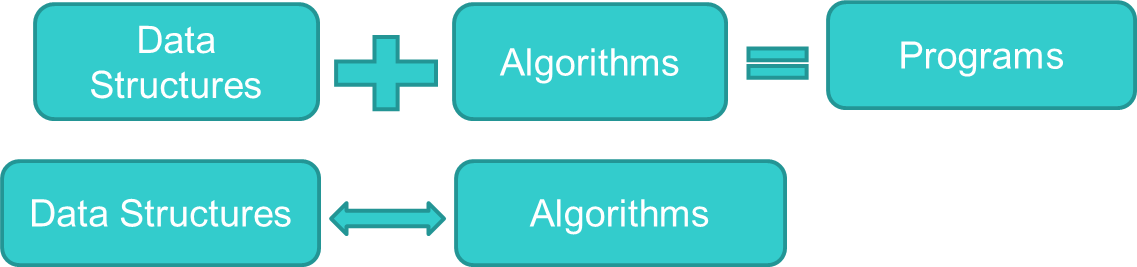 Data
Structures
Algorithms
Programs
Data Structures
Algorithms